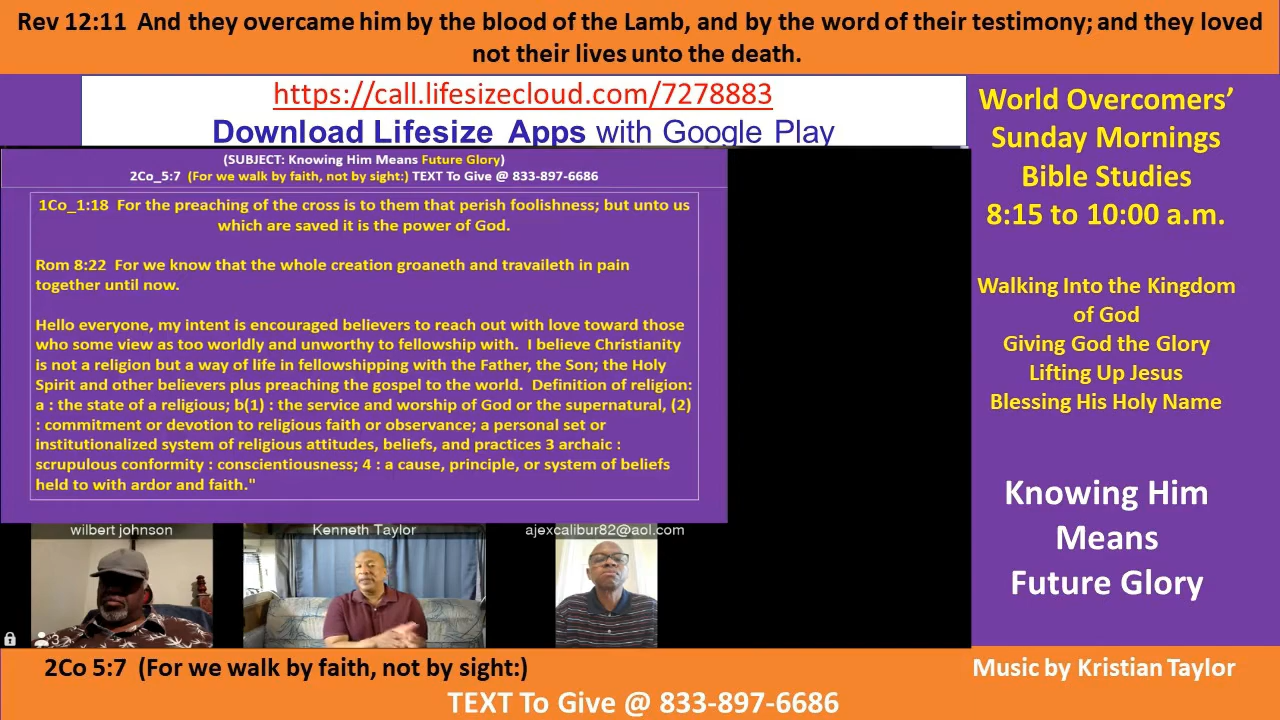 Rev 12:11  And they overcame him by the blood of the Lamb, and by the word of their testimony; and they loved
not their lives unto the death.
https://call.lifesizecloud.com/7278883
Download Lifesize Apps with Google Play
(SUBJECT: Knowing Him Means Future Glory)
2Co_5:7 (For we walk by faith, not by sight:) TEXT To Give @ 833-897-6686
1Co_1:18  For the preaching of the cross is to them that perish foolishness; but unto us
which are saved it is the power of God.
Rom 8:22  For we know that the whole creation groaneth and travaileth in pain
together until now.
Hello everyone, my intent is encouraged believers to reach out with love toward those
who some view as too worldly and unworthy to fellowship with.  I believe Christianity
is not a religion but a way of life in fellowshipping with the Father, the Son; the Holy
Spirit and other believers plus preaching the gospel to the world.  Definition of religion:
a : the state of a religious; b(1) : the service and worship of God or the supernatural, (2)
: commitment or devotion to religious faith or observance; a personal set or
institutionalized system of religious attitudes, beliefs, and practices 3 archaic :
scrupulous conformity : conscientiousness; 4 : a cause, principle, or system of beliefs
held to with ardor and faith."
wilbert johnson
Kenneth Taylor
ajexcalibur82@aol.com
3
World Overcomers'
Sunday Mornings
Bible Studies
8:15 to 10:00 a.m.
Walking Into the Kingdom
of God
Giving God the Glory
Lifting Up Jesus
Blessing His Holy Name
Knowing Him
Means
Future Glory
2Co 5:7  (For we walk by faith, not by sight:)
Music by Kristian Taylor
TEXT To Give @ 833-897-6686